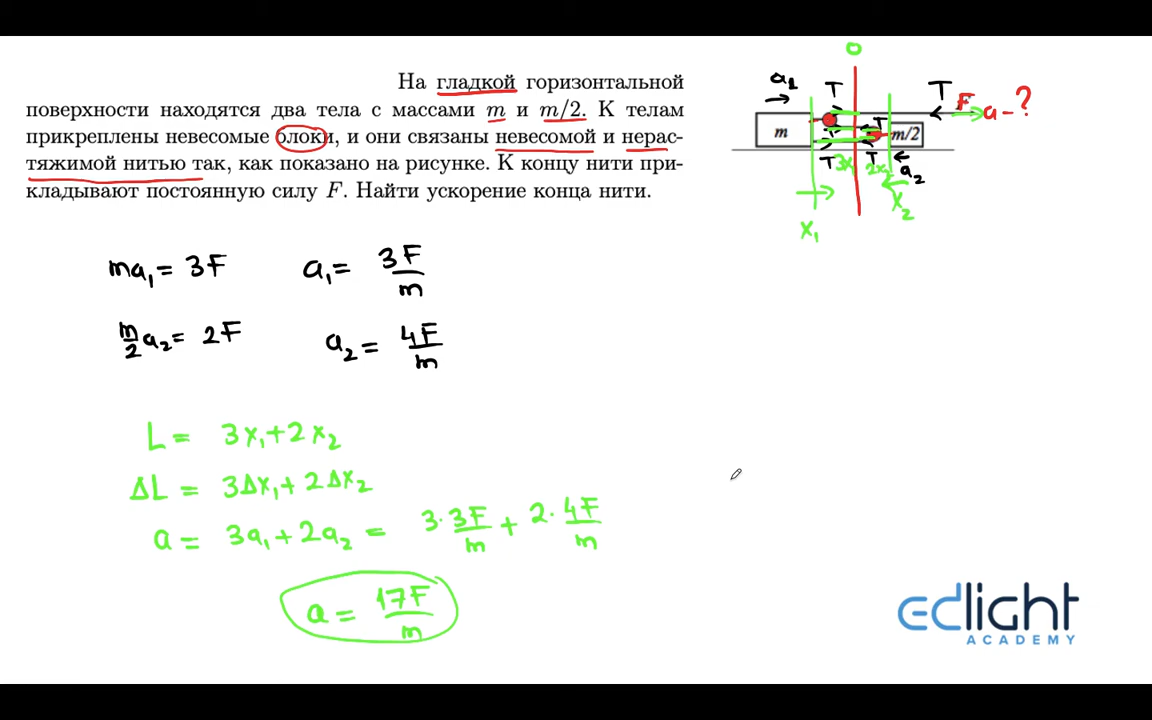 На гладкой горизонтальной
поверхности находятся два тела с массами m и m/2. К телам
прикреплены невесомые блоки, и они связаны невесомой и нерас-
тяжимой нитью так, как показано на рисунке. К концу нити при-
кладывают постоянную силу F. Найти ускорение конца нити.
0
a₁ T T F a - ?
m T T m/2
T 3x₁ T 2x₂ a₂
x₁ x₂
ma₁ = 3F a₁ = 3F/m
m/2 a₂ = 2F a₂ = 4F/m
L = 3x₁ + 2x₂
ΔL = 3Δx₁ + 2Δx₂
a = 3a₁ + 2a₂ = 3·3F/m + 2·4F/m
a = 17F/m
edlight
ACADEMY